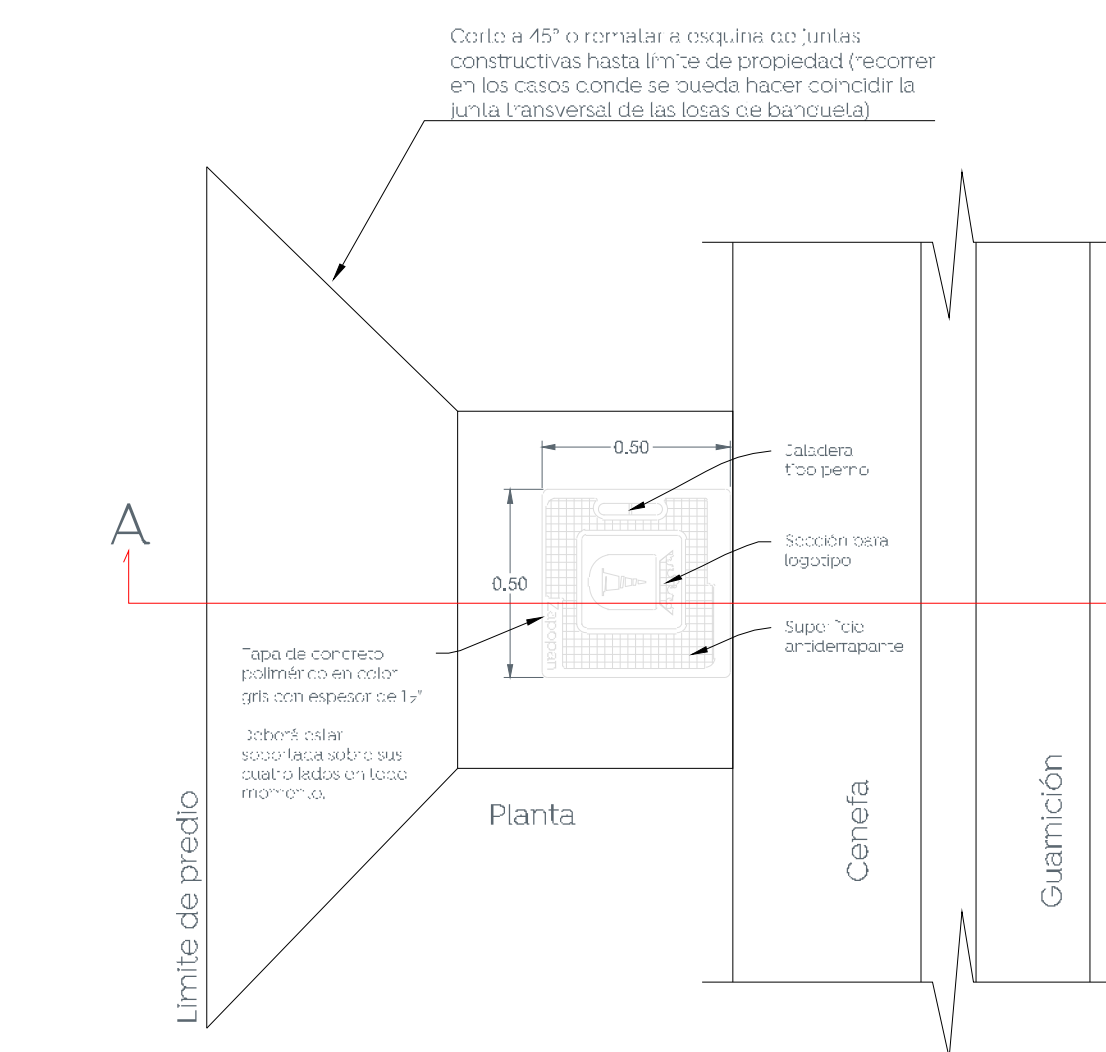 Corte a 45° o rematar a esquina de juntas
constructivas hasta límite de propiedad (recorrer
en los casos donde se pueda hacer coincidir la
junta transversal de las losas de banqueta)
0.50
Jaladera
tipo perno
A
Sección para
logotipo
0.50
Superficie
antiderrapante
Zapopan
Tapa de concreto
polimérico en color
gris con espesor de
Deberá estar
soportada sobre sus
cuatro lados en todo
momento.
Planta
Cenefa
Guarnición
Limite de predio